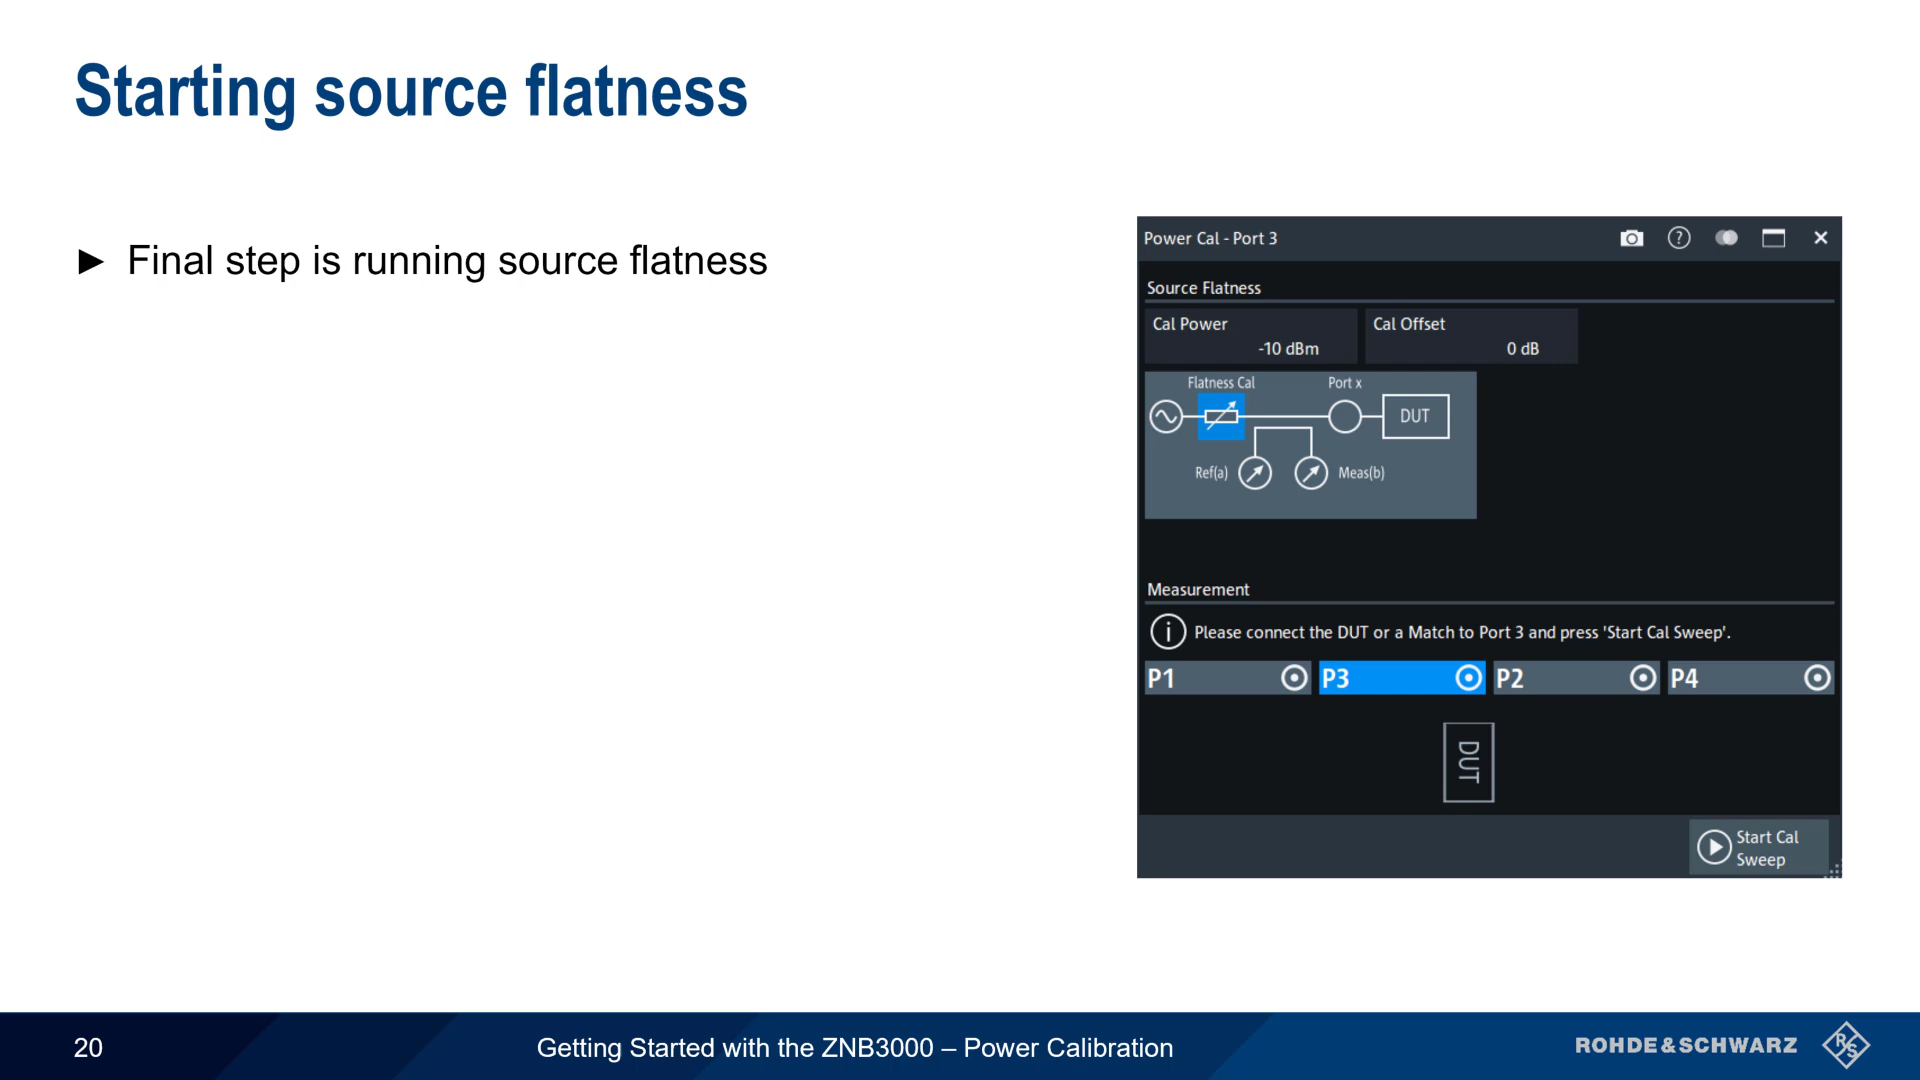 Starting source flatness
► Final step is running source flatness
Power Cal - Port 3
Source Flatness
Cal Power
-10 dBm
Cal Offset
0 dB
Flatness Cal
Port x
DUT
Ref(a)
Meas(b)
Measurement
Please connect the DUT or a Match to Port 3 and press 'Start Cal Sweep'.
P1
P3
P2
P4
DUT
Start Cal
Sweep
20
Getting Started with the ZNB3000 – Power Calibration
ROHDE&SCHWARZ
R&S